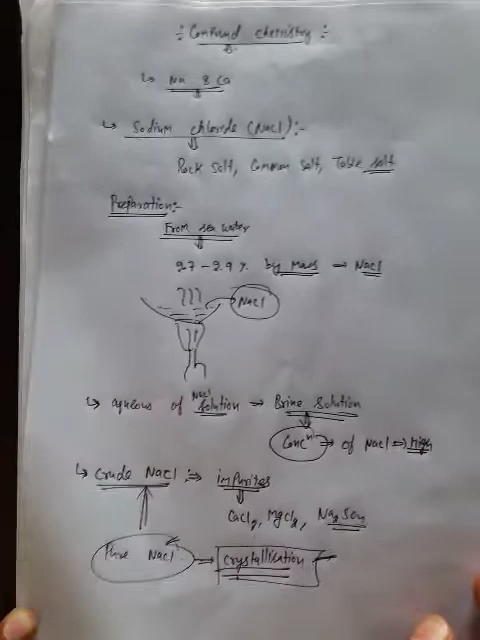 ÷ Compound chemistry ÷
↳ Na & Ca
↳ Sodium chloride (NaCl):-
Rock Salt, Common Salt, Table Salt
Preparation:-
From sea water
2.7 - 2.9 % by Mass → NaCl
NaCl
↳ aqueous of NaCl solution → Brine solution
Concⁿ ⇒ of NaCl ⇒ High
↳ Crude NaCl :⇒ impurites
CaCl₂, MgCl₂, Na₂SO₄
Pure NaCl ⇒ Crystallisation